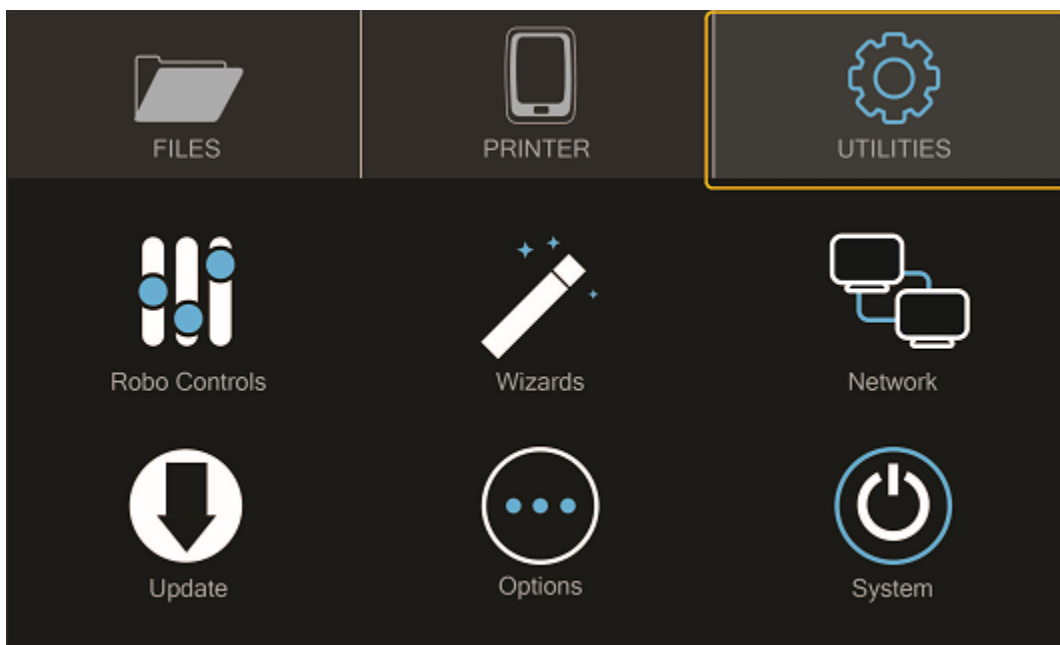 FILES
PRINTER
UTILITIES
Robo Controls
Wizards
Network
Update
Options
System